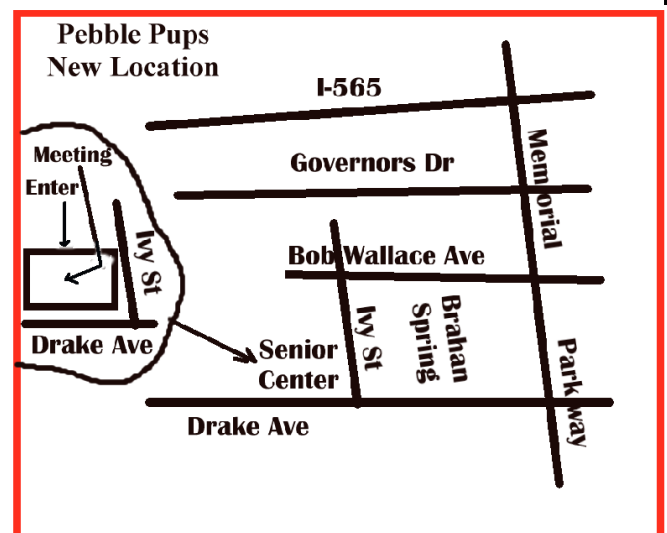 Pebble Pups
New Location
I-565
Meeting
Governors Dr
Enter
Memorial
Ivy St
Bob Wallace Ave
Ivy St
Brahan
Spring
Drake Ave
Senior
Center
Parkway
Drake Ave